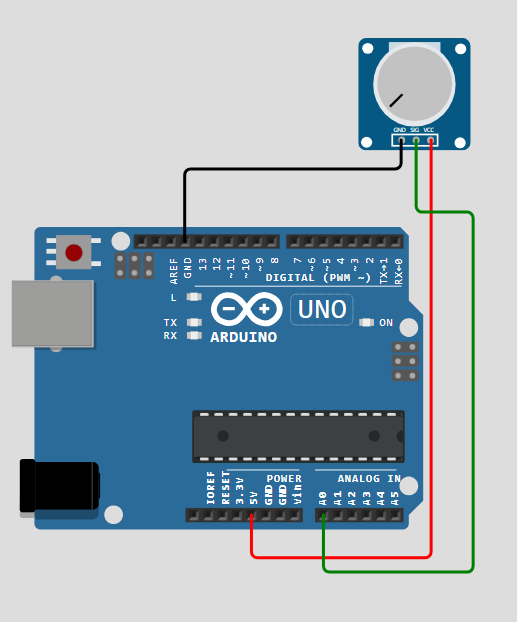 GND SIG VCC
AREF GND 13 12 ~11 ~10 ~9 8 7 ~6 ~5 4 ~3 2 TX→1 RX←0
DIGITAL (PWM ~)
L
TX
RX
UNO
ON
ARDUINO
POWER
ANALOG IN
IOREF RESET 3.3V 5V GND GND Vin A0 A1 A2 A3 A4 A5